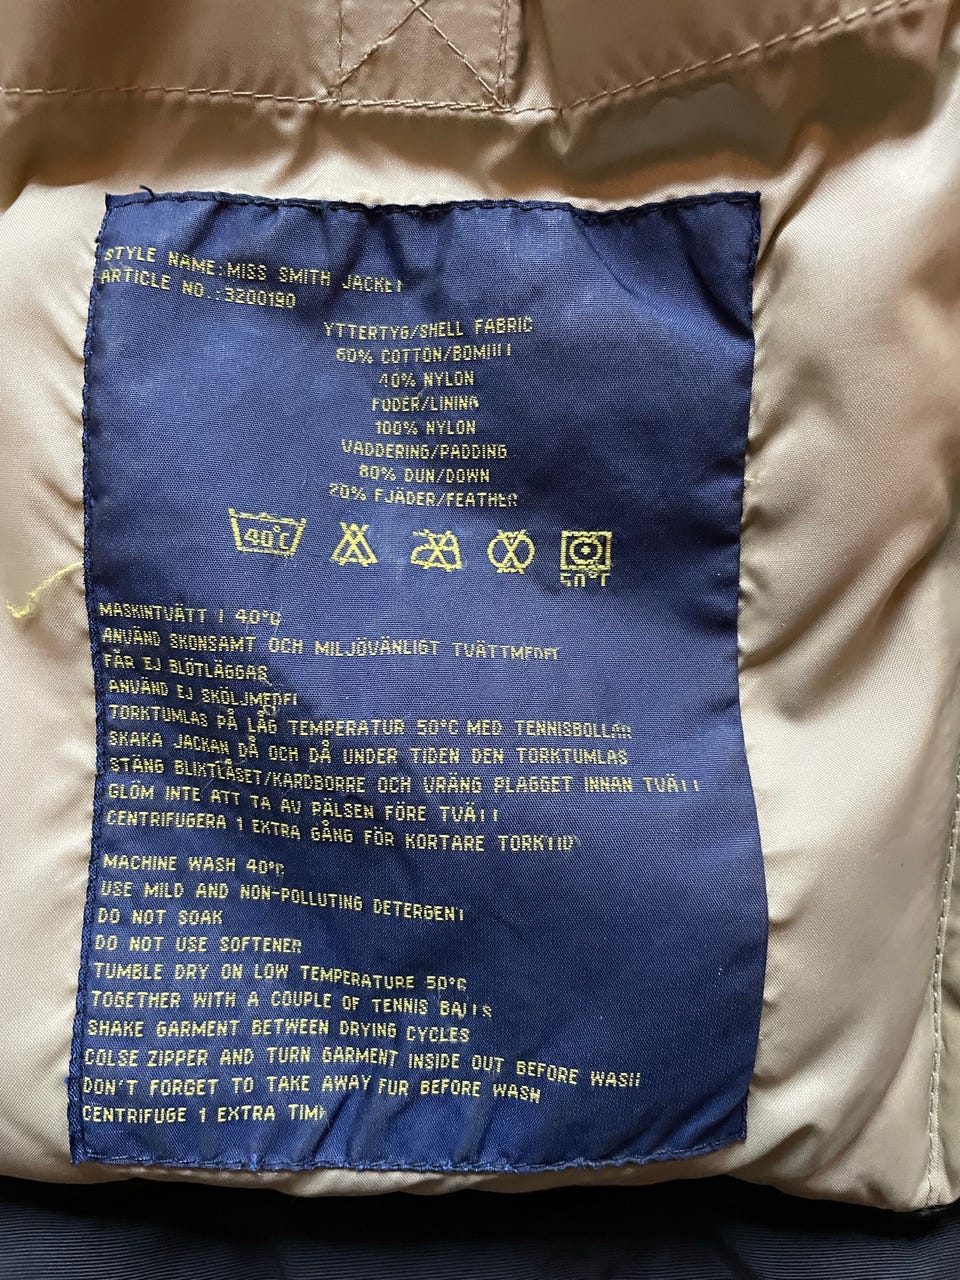 STYLE NAME:MISS SMITH JACKET
ARTICLE NO.:3200190
YTTERTYG/SHELL FABRIC
60% COTTON/BOMULL
40% NYLON
FODER/LINING
100% NYLON
VADDERING/PADDING
80% DUN/DOWN
20% FJÄDER/FEATHER
40°C
50°C
MASKINTVÄTT I 40°C
ANVÄND SKONSAMT OCH MILJÖVÄNLIGT TVÄTTMEDEL
FÅR EJ BLÖTLÄGGAS
ANVÄND EJ SKÖLJMEDEL
TORKTUMLAS PÅ LÅG TEMPERATUR 50°C MED TENNISBOLLAR
SKAKA JACKAN DÅ OCH DÅ UNDER TIDEN DEN TORKTUMLAS
STÄNG BLIXTLÅSET/KARDBORRE OCH VRÄNG PLAGGET INNAN TVÄTT
GLÖM INTE ATT TA AV PÄLSEN FÖRE TVÄTT
CENTRIFUGERA 1 EXTRA GÅNG FÖR KORTARE TORKTID
MACHINE WASH 40°C
USE MILD AND NON-POLLUTING DETERGENT
DO NOT SOAK
DO NOT USE SOFTENER
TUMBLE DRY ON LOW TEMPERATURE 50°C
TOGETHER WITH A COUPLE OF TENNIS BALLS
SHAKE GARMENT BETWEEN DRYING CYCLES
COLSE ZIPPER AND TURN GARMENT INSIDE OUT BEFORE WASH
DON'T FORGET TO TAKE AWAY FUR BEFORE WASH
CENTRIFUGE 1 EXTRA TIME